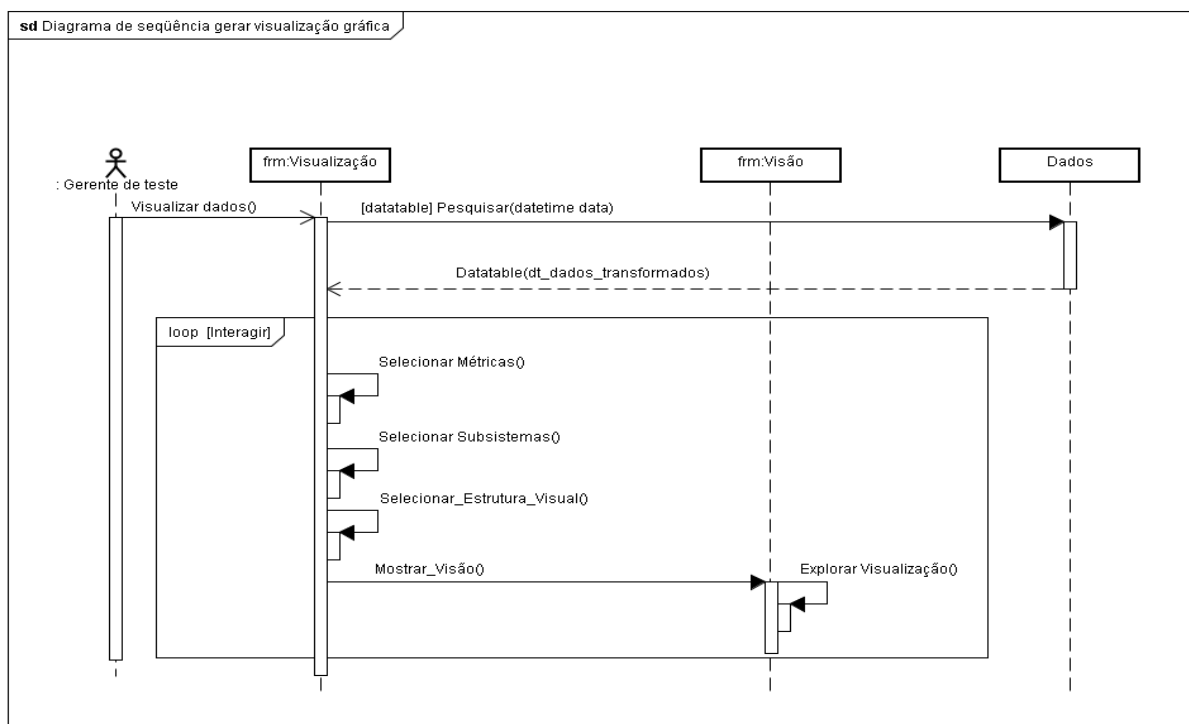 sd Diagrama de seqüência gerar visualização gráfica
frm:Visualização
frm:Visão
Dados
: Gerente de teste
Visualizar dados()
[datatable] Pesquisar(datetime data)
Datatable(dt_dados_transformados)
loop [Interagir]
Selecionar Métricas()
Selecionar Subsistemas()
Selecionar_Estrutura_Visual()
Mostrar_Visão()
Explorar Visualização()